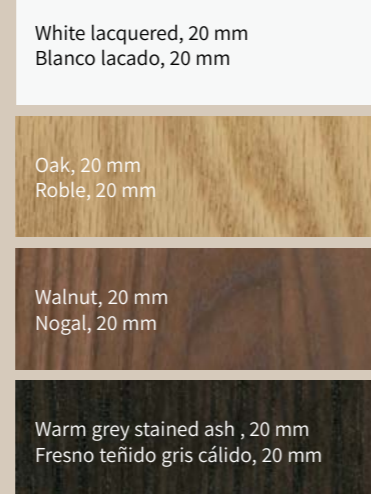 White lacquered, 20 mm
Blanco lacado, 20 mm
Oak, 20 mm
Roble, 20 mm
Walnut, 20 mm
Nogal, 20 mm
Warm grey stained ash , 20 mm
Fresno teñido gris cálido, 20 mm